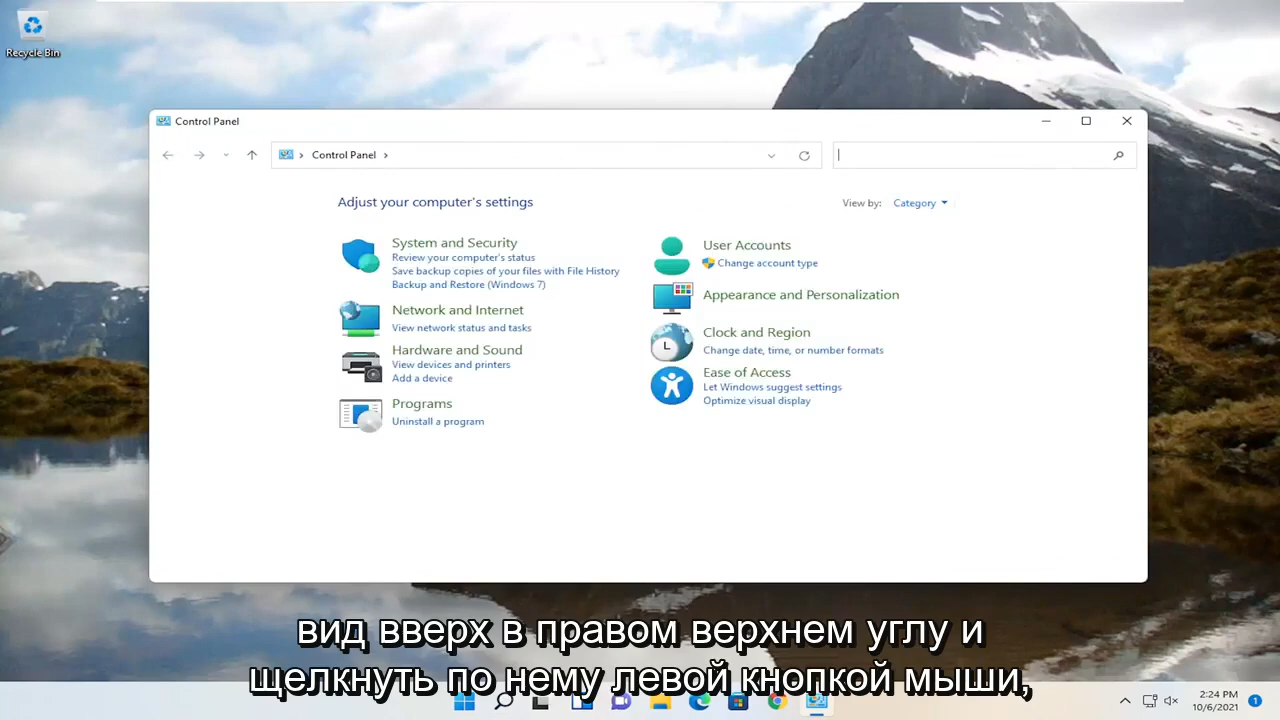 Recycle Bin
Control Panel
Control Panel
Adjust your computer's settings
View by: Category
System and Security
Review your computer's status
Save backup copies of your files with File History
Backup and Restore (Windows 7)
Network and Internet
View network status and tasks
Hardware and Sound
View devices and printers
Add a device
Programs
Uninstall a program
User Accounts
Change account type
Appearance and Personalization
Clock and Region
Change date, time, or number formats
Ease of Access
Let Windows suggest settings
Optimize visual display
вид вверх в правом верхнем углу и
щелкнуть по нему левой кнопкой мыши,
2:24 PM
10/6/2021
1